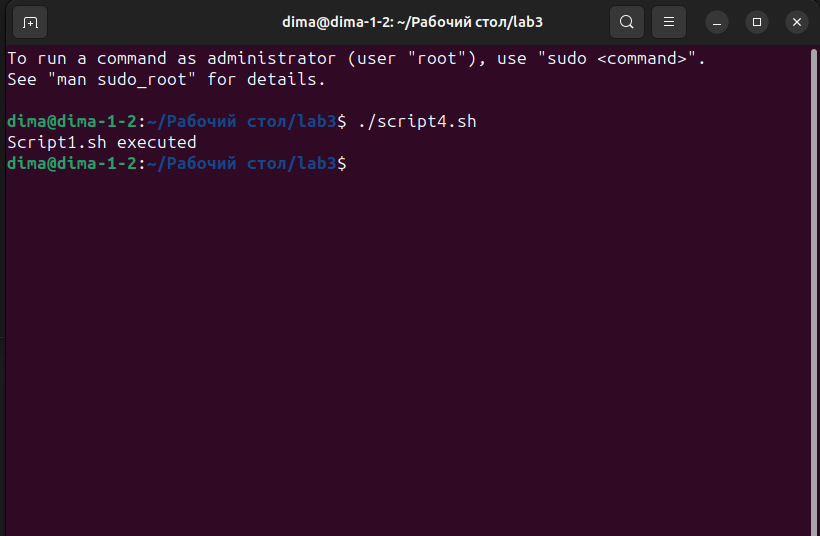 dima@dima-1-2: ~/Рабочий стол/lab3
To run a command as administrator (user "root"), use "sudo <command>".
See "man sudo_root" for details.
dima@dima-1-2:~/Рабочий стол/lab3$ ./script4.sh
Script1.sh executed
dima@dima-1-2:~/Рабочий стол/lab3$